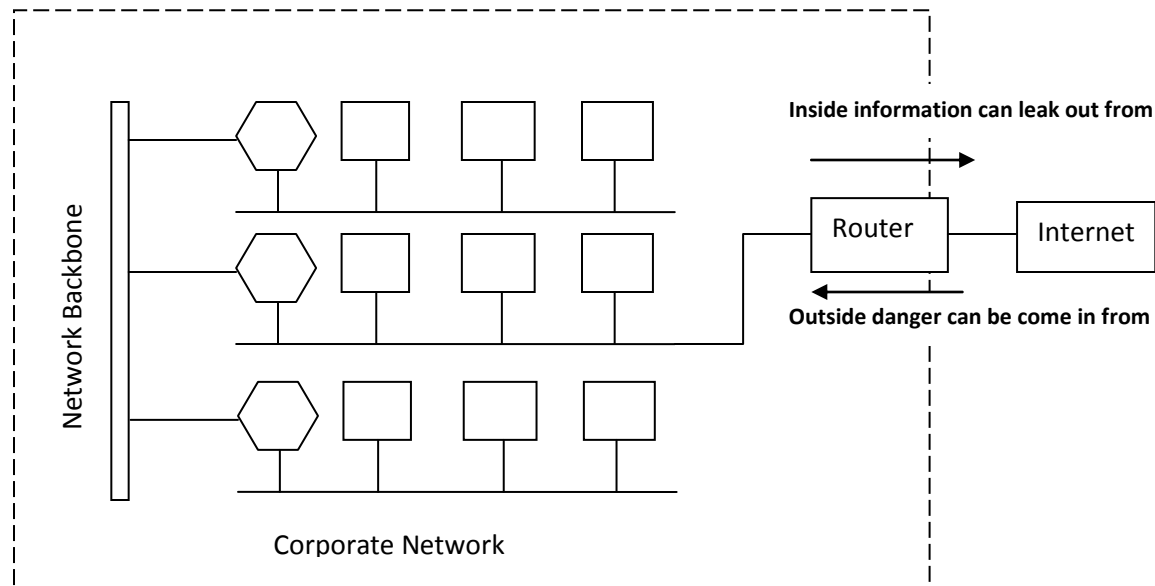 Inside information can leak out from
Router
Internet
Outside danger can be come in from
Network Backbone
Corporate Network